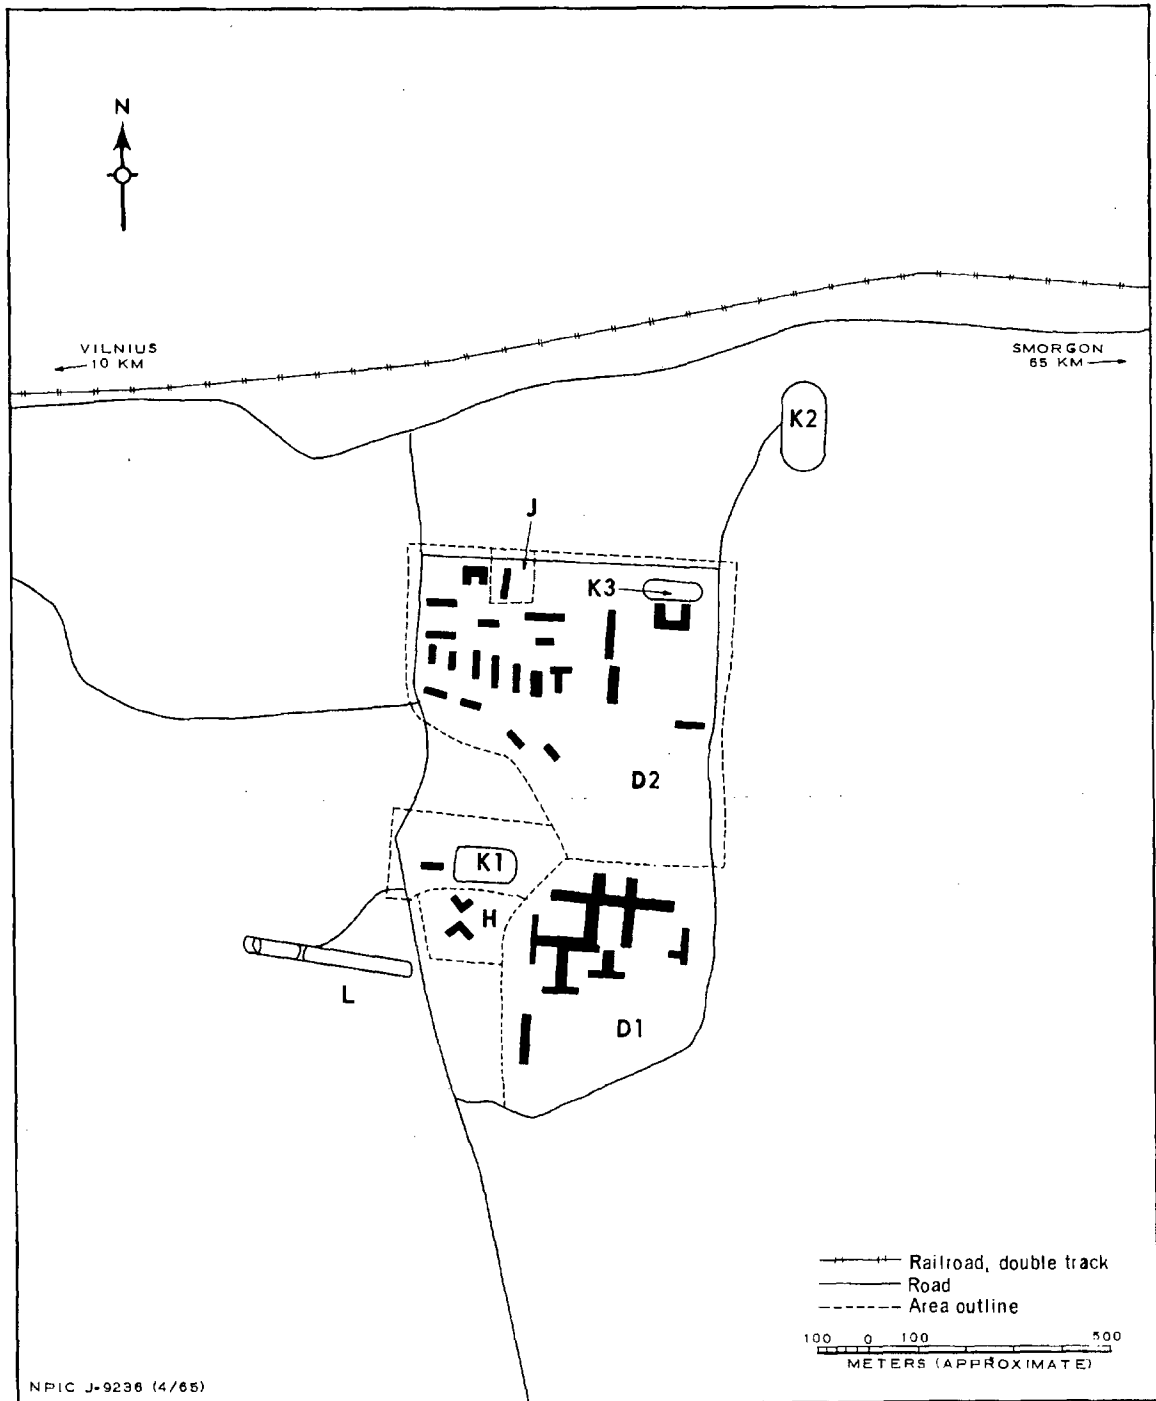 N
VILNIUS
10 KM
SMORGON
65 KM
K2
J
K3
D2
K1
H
L
D1
Railroad, double track
Road
Area outline
100 0 100 500
METERS (APPROXIMATE)
NPIC J-9236 (4/65)